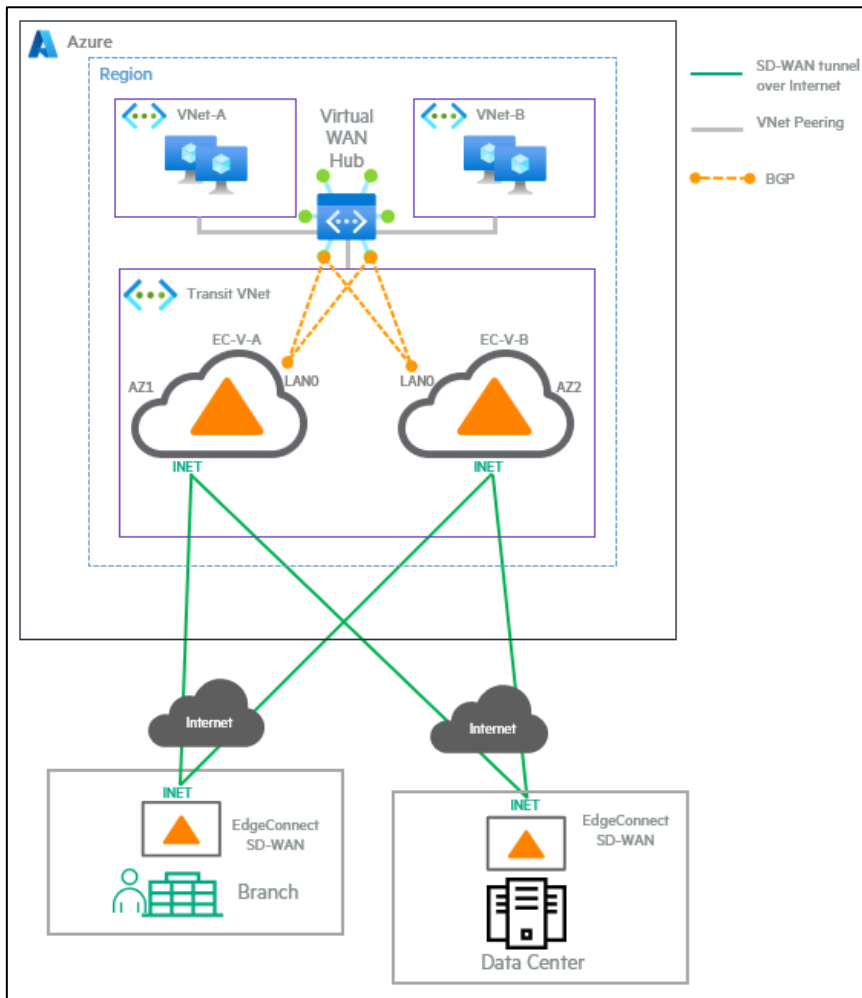 Azure
Region
VNet-A
Virtual
WAN
Hub
VNet-B
SD-WAN tunnel
over Internet
VNet Peering
BGP
Transit VNet
EC-V-A
EC-V-B
AZ1
LAN0
LAN0
AZ2
INET
INET
Internet
Internet
INET
EdgeConnect
SD-WAN
Branch
INET
EdgeConnect
SD-WAN
Data Center